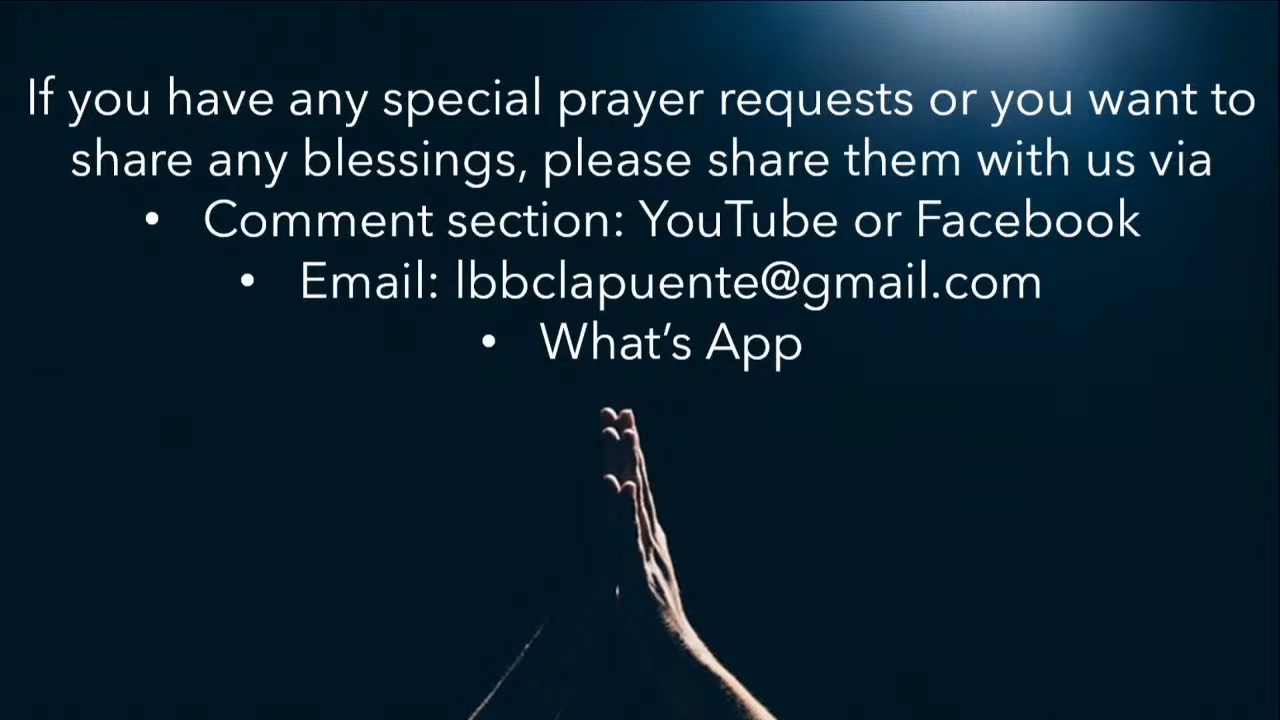 If you have any special prayer requests or you want to
share any blessings, please share them with us via
• Comment section: YouTube or Facebook
• Email: lbbclapuente@gmail.com
• What’s App